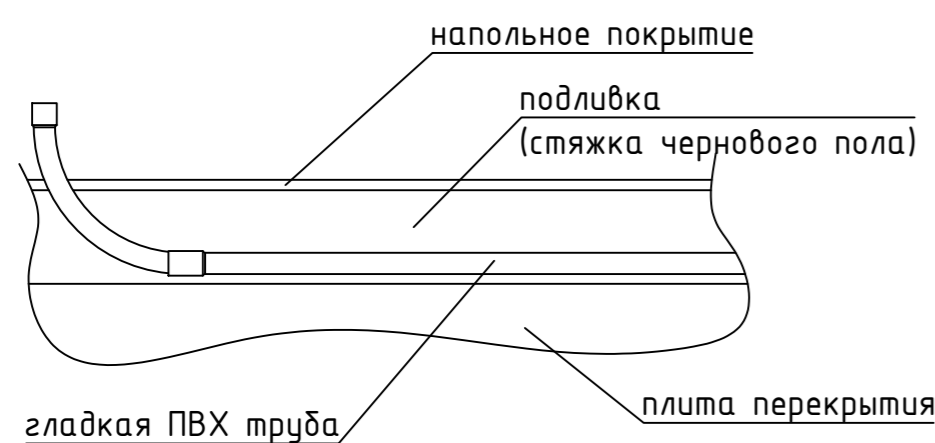 напольное покрытие
подливка
(стяжка чернового пола)
гладкая ПВХ труба
плита перекрытия